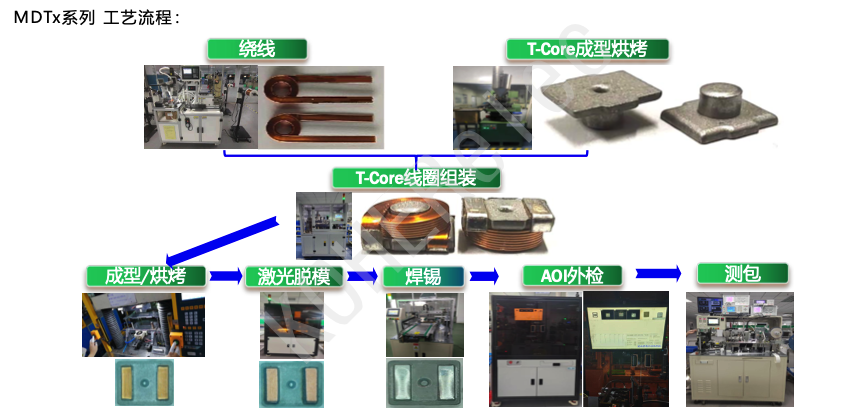 MDTx系列 工艺流程：
绕线
T-Core成型烘烤
T-Core线圈组装
成型/烘烤
激光脱模
焊锡
AOI外检
测包